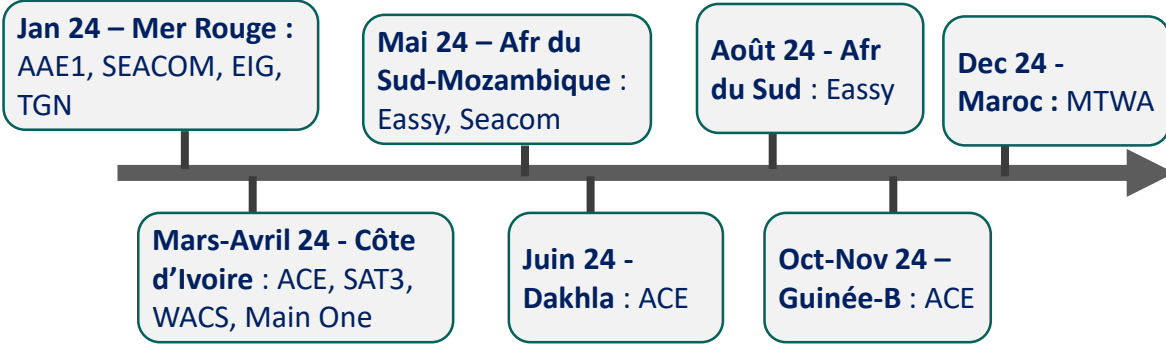 Jan 24 – Mer Rouge :
AAE1, SEACOM, EIG,
TGN
Mars-Avril 24 - Côte
d’Ivoire : ACE, SAT3,
WACS, Main One
Mai 24 – Afr du
Sud-Mozambique :
Eassy, Seacom
Juin 24 -
Dakhla : ACE
Août 24 - Afr
du Sud : Eassy
Oct-Nov 24 –
Guinée-B : ACE
Dec 24 -
Maroc : MTWA